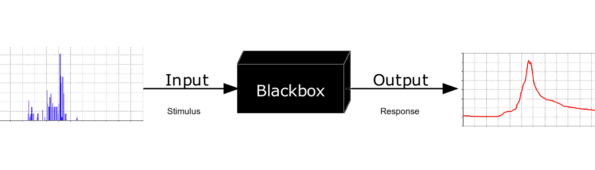 Input
Stimulus
Blackbox
Output
Response